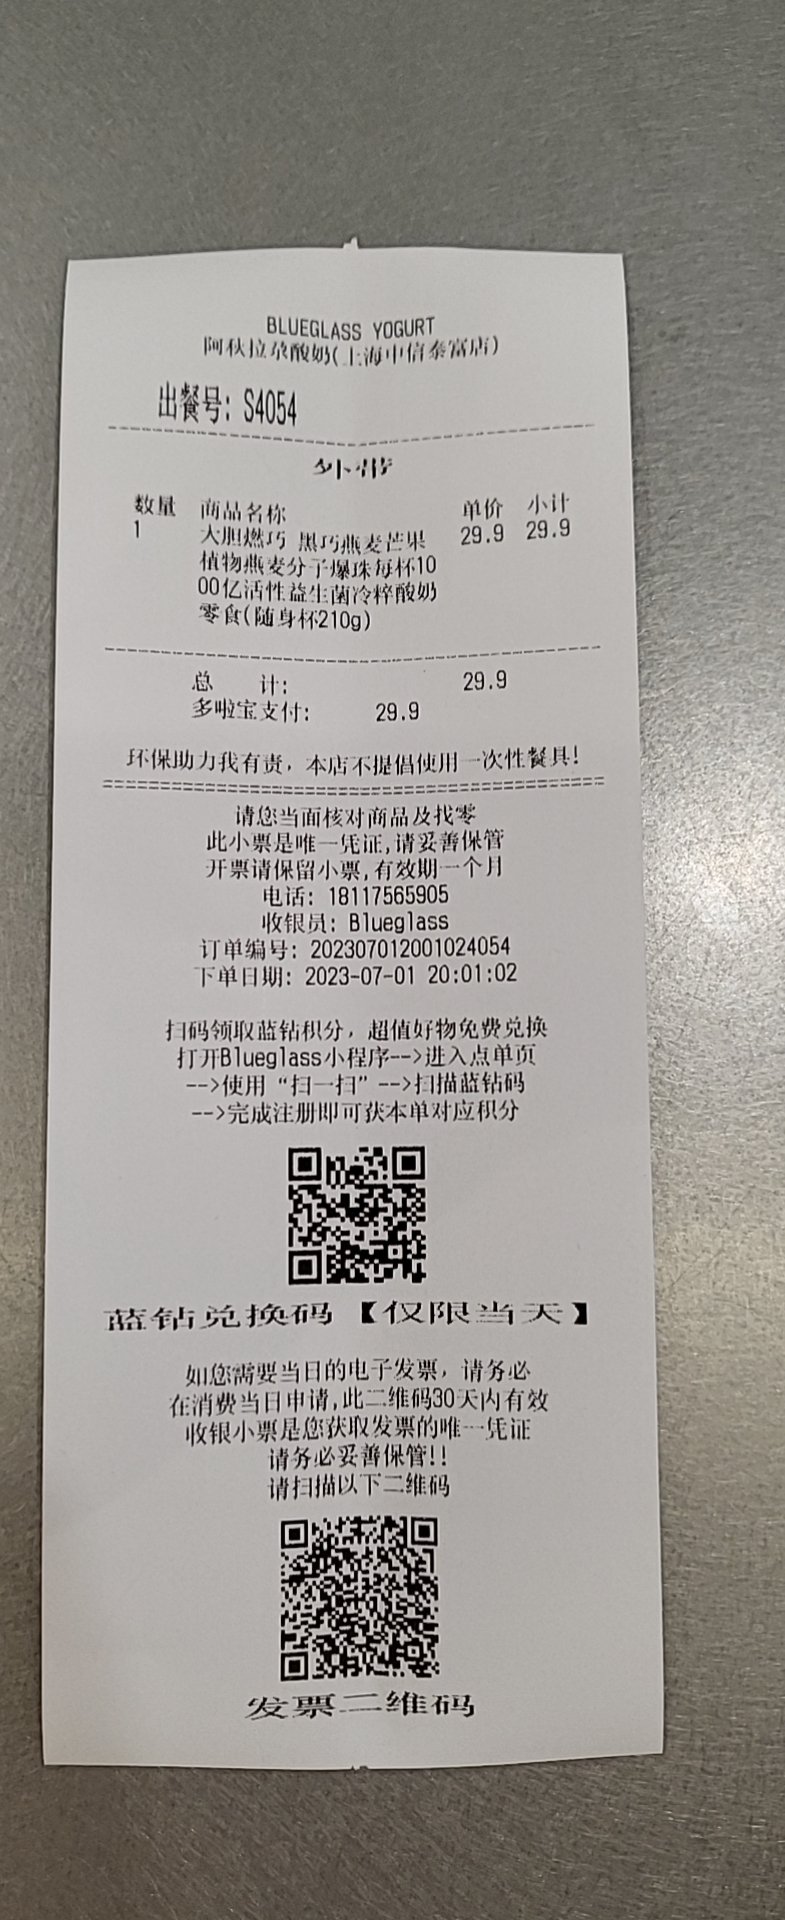 BLUEGLASS YOGURT
阿秋拉尕酸奶(上海中信泰富店)
出餐号: S4054
外带
数量 商品名称 单价 小计
1 大胆燃巧 黑巧燕麦芒果 29.9 29.9
植物燕麦分子爆珠每杯10
00亿活性益生菌冷粹酸奶
零食(随身杯210g)
总 计: 29.9
多啦宝支付: 29.9
环保助力我有责，本店不提倡使用一次性餐具!
请您当面核对商品及找零
此小票是唯一凭证,请妥善保管
开票请保留小票,有效期一个月
电话: 18117565905
收银员: Blueglass
订单编号: 202307012001024054
下单日期: 2023-07-01 20:01:02
扫码领取蓝钻积分，超值好物免费兑换
打开Blueglass小程序-->进入点单页
-->使用“扫一扫”-->扫描蓝钻码
-->完成注册即可获本单对应积分
蓝钻兑换码【仅限当天】
如您需要当日的电子发票，请务必
在消费当日申请,此二维码30天内有效
收银小票是您获取发票的唯一凭证
请务必妥善保管!!
请扫描以下二维码
发票二维码